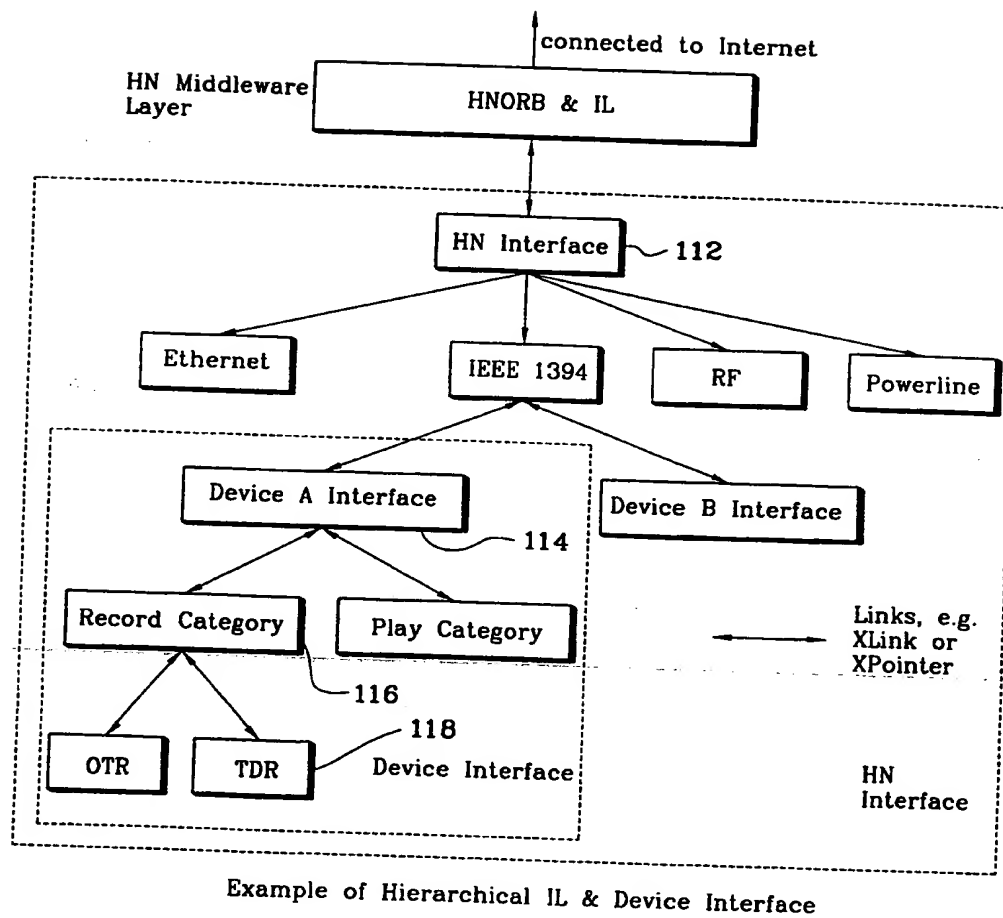 connected to Internet
HN Middleware
Layer
HNORB & IL
HN Interface
112
Ethernet
IEEE 1394
RF
Powerline
Device A Interface
Device B Interface
114
Record Category
Play Category
Links, e.g.
XLink or
XPointer
116
118
OTR
TDR
Device Interface
HN
Interface
Example of Hierarchical IL & Device Interface